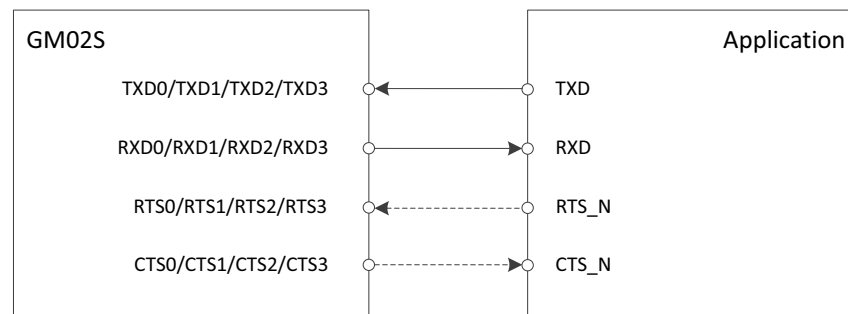 GM02S Application
TXD0/TXD1/TXD2/TXD3 TXD
RXD0/RXD1/RXD2/RXD3 RXD
RTS0/RTS1/RTS2/RTS3 RTS_N
CTS0/CTS1/CTS2/CTS3 CTS_N